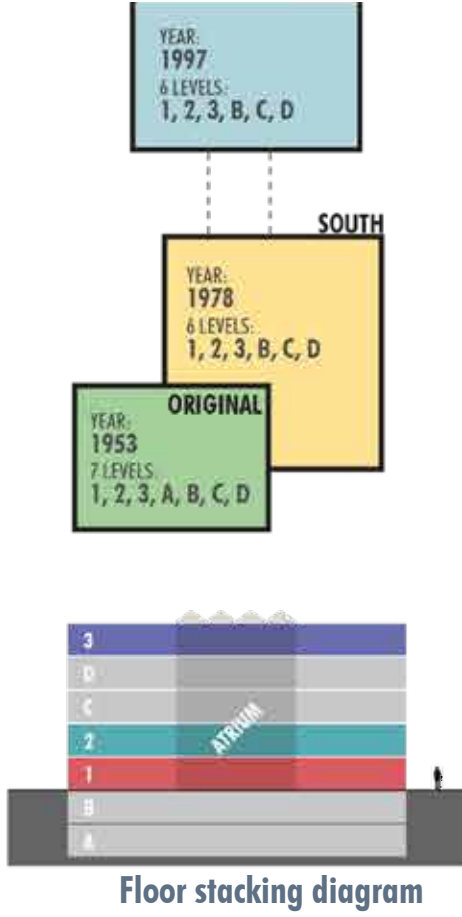 YEAR:
1997
6 LEVELS:
1, 2, 3, B, C, D
SOUTH
YEAR:
1978
6 LEVELS:
1, 2, 3, B, C, D
ORIGINAL
YEAR:
1953
7 LEVELS:
1, 2, 3, A, B, C, D
3
D
C
ATRIUM
2
1
B
A
Floor stacking diagram